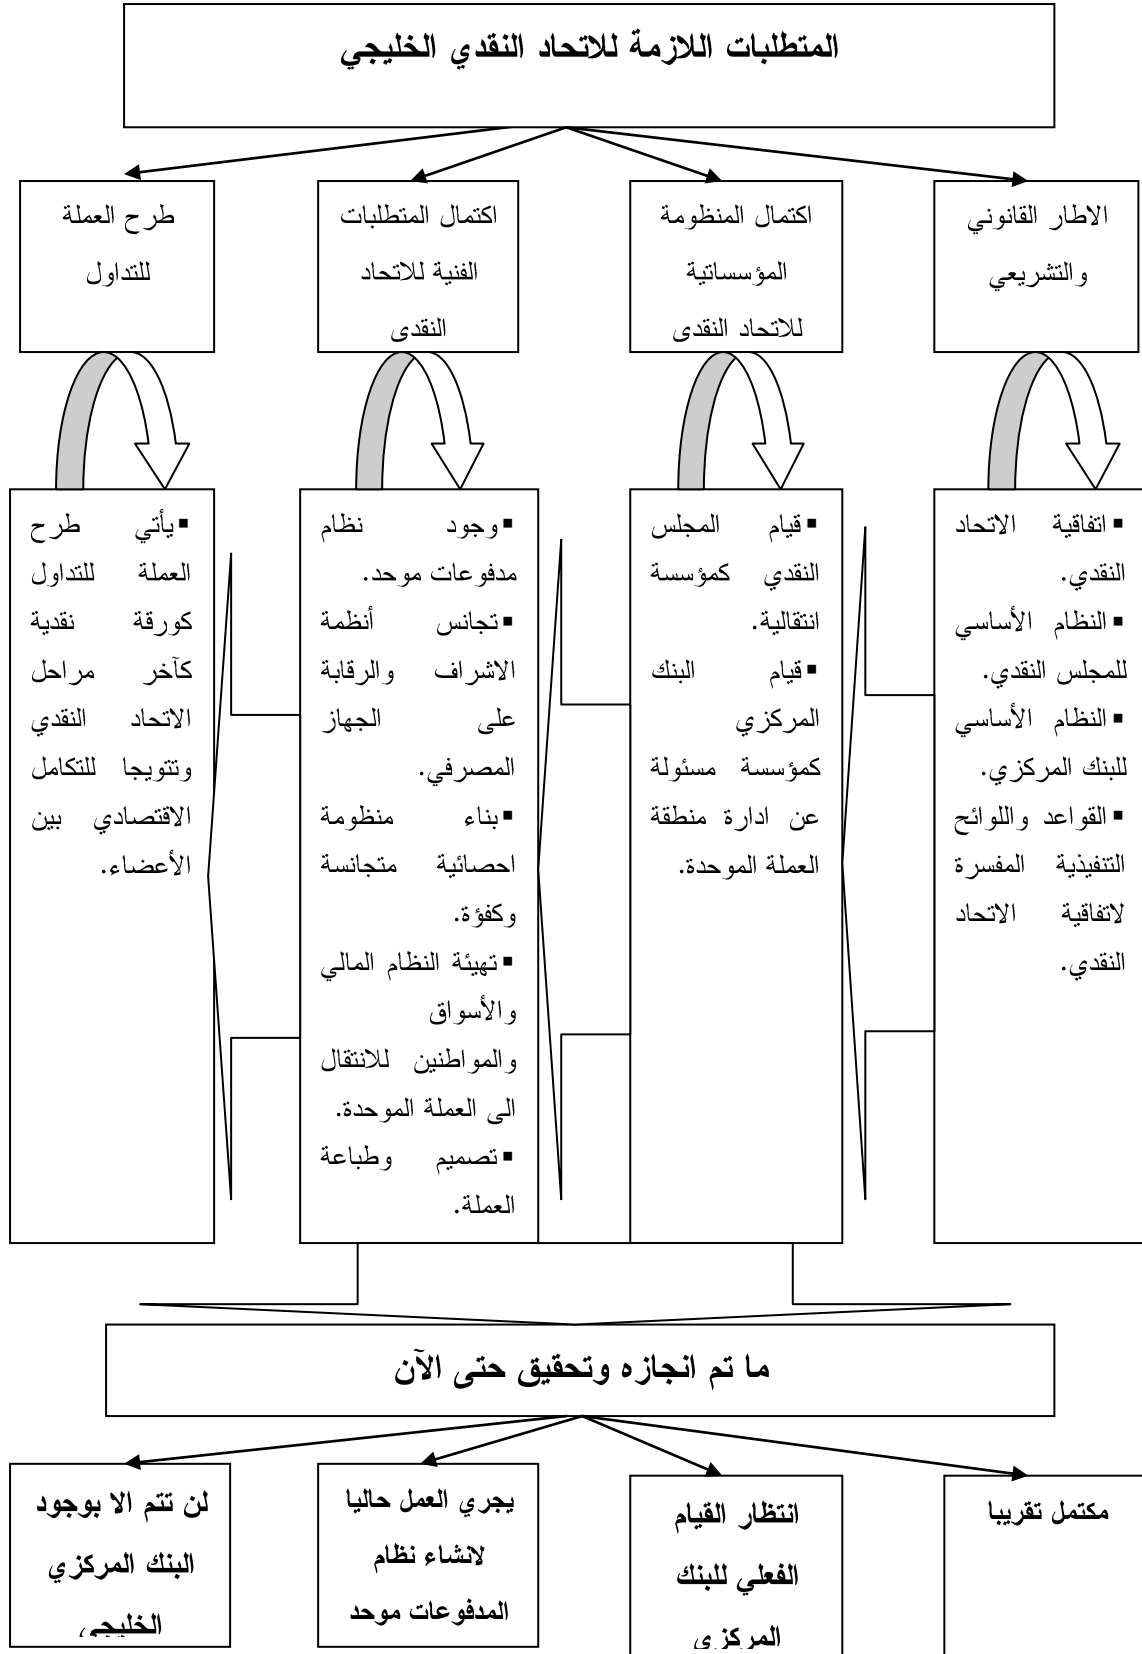 المتطلبات اللازمة للاتحاد النقدي الخليجي
الاطار القانوني
والتشريعي
اكتمال المنظومة
المؤسساتية
للاتحاد النقدى
اكتمال المتطلبات
الفنية للاتحاد
النقدى
طرح العملة
للتداول
▪ اتفاقية الاتحاد
النقدي.
▪ النظام الأساسي
للمجلس النقدي.
▪ النظام الأساسي
للبنك المركزي.
▪ القواعد واللوائح
التنفيذية المفسرة
لاتفاقية الاتحاد
النقدي.
▪ قيام المجلس
النقدي كمؤسسة
انتقالية.
▪ قيام البنك
المركزي
كمؤسسة مسئولة
عن ادارة منطقة
العملة الموحدة.
▪ وجود نظام
مدفوعات موحد.
▪ تجانس أنظمة
الاشراف والرقابة
على الجهاز
المصرفي.
▪ بناء منظومة
احصائية متجانسة
وكفؤة.
▪ تهيئة النظام المالي
والأسواق
والمواطنين للانتقال
الى العملة الموحدة.
▪ تصميم وطباعة
العملة.
▪ يأتي طرح
العملة للتداول
كورقة نقدية
كآخر مراحل
الاتحاد النقدي
وتتويجا للتكامل
الاقتصادي بين
الأعضاء.
ما تم انجازه وتحقيق حتى الآن
مكتمل تقريبا
انتظار القيام
الفعلي للبنك
المركزي
يجري العمل حاليا
لانشاء نظام
المدفوعات موحد
لن تتم الا بوجود
البنك المركزي
الخليجي